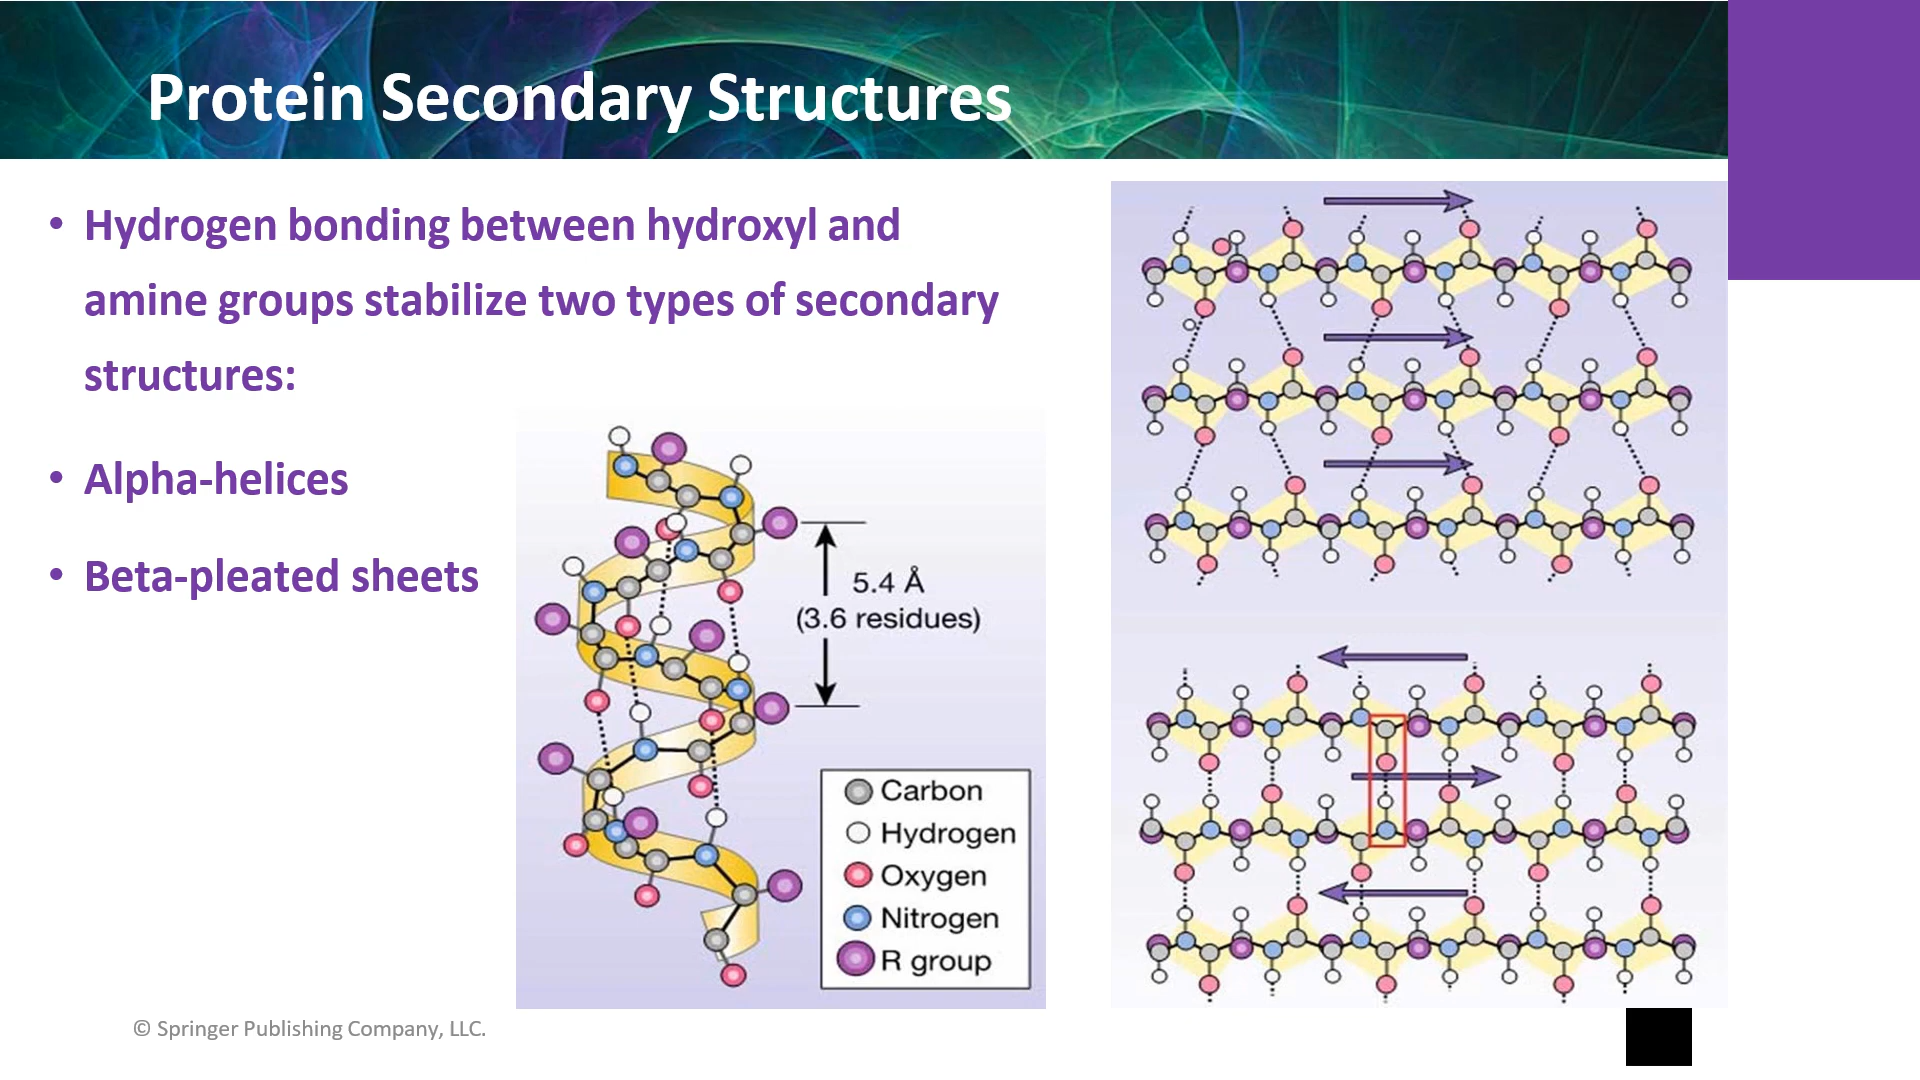 Protein Secondary Structures
• Hydrogen bonding between hydroxyl and
amine groups stabilize two types of secondary
structures:
• Alpha-helices
• Beta-pleated sheets
5.4 Å
(3.6 residues)
Carbon
Hydrogen
Oxygen
Nitrogen
R group
© Springer Publishing Company, LLC.